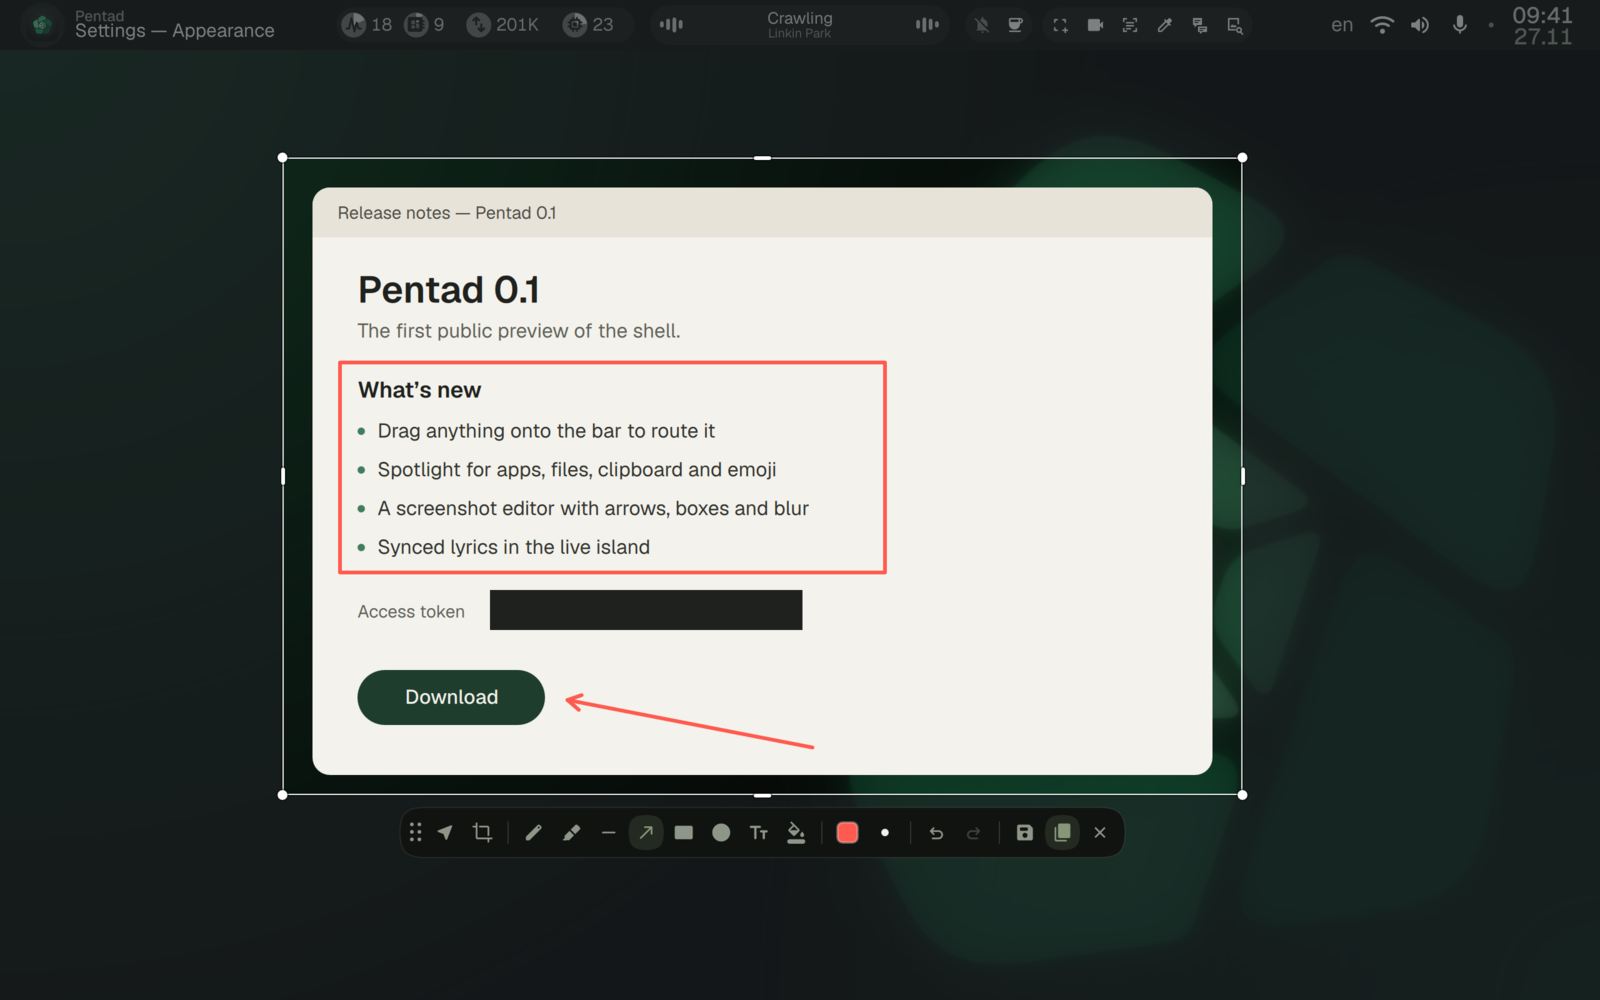 Pentad
Settings — Appearance
18
9
201K
23
Crawling
Linkin Park
en
09:41
27.11
Release notes — Pentad 0.1
Pentad 0.1
The first public preview of the shell.
What’s new
Drag anything onto the bar to route it
Spotlight for apps, files, clipboard and emoji
A screenshot editor with arrows, boxes and blur
Synced lyrics in the live island
Access token
Download
Tт